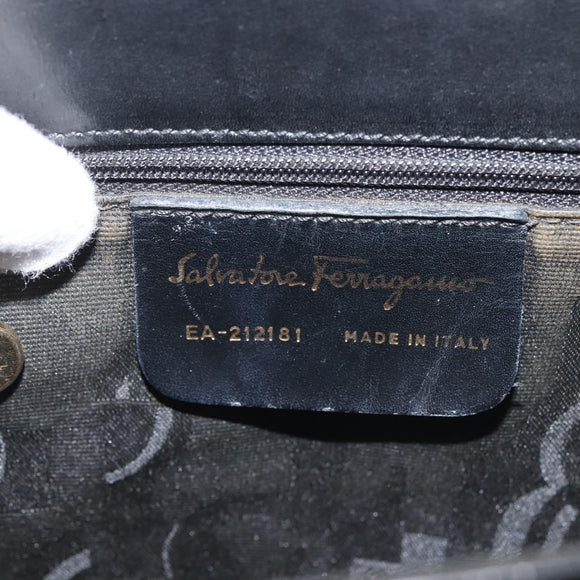 Salvatore Ferragamo
EA-212181 MADE IN ITALY